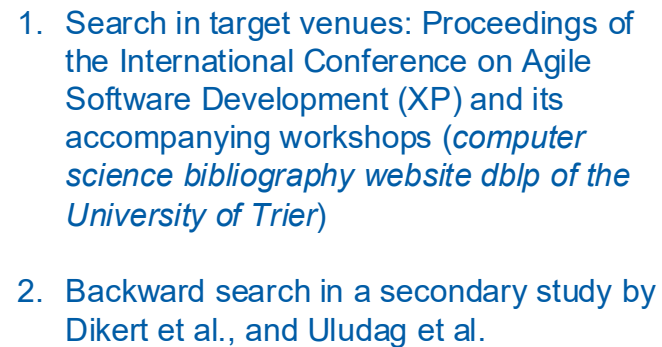 1. Search in target venues: Proceedings of
the International Conference on Agile
Software Development (XP) and its
accompanying workshops (computer
science bibliography website dblp of the
University of Trier)
2. Backward search in a secondary study by
Dikert et al., and Uludag et al.